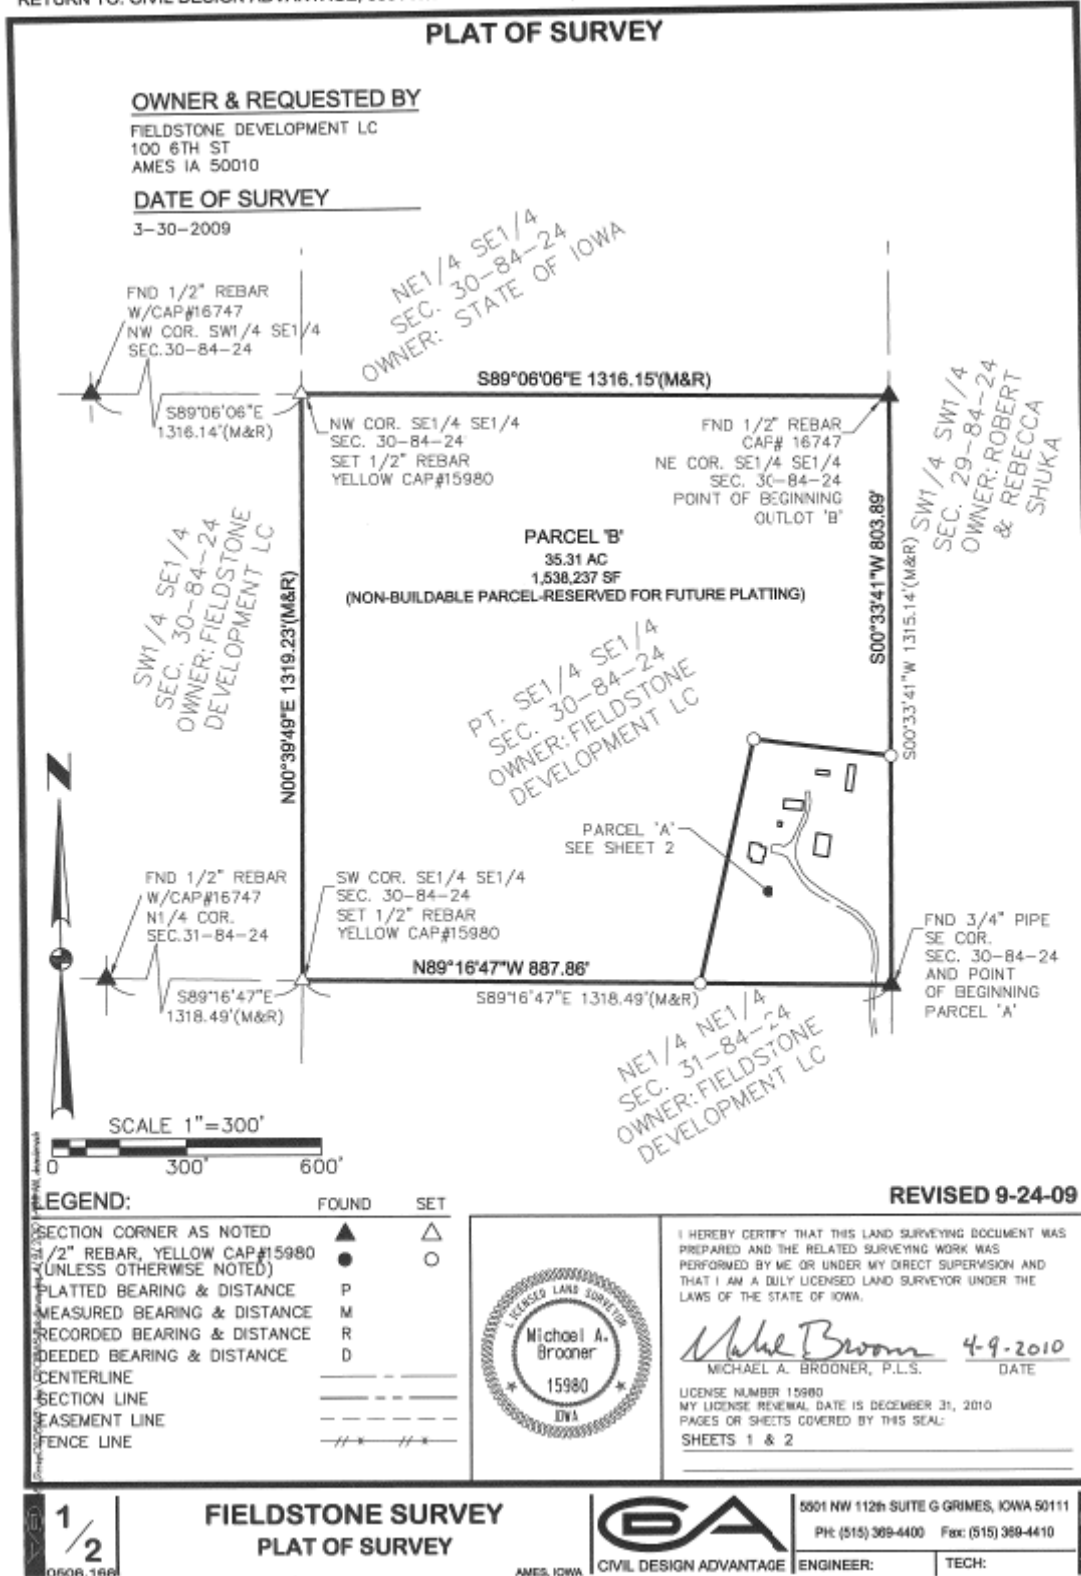 PLAT OF SURVEY
OWNER & REQUESTED BY
FIELDSTONE DEVELOPMENT LC
100 6TH ST
AMES IA 50010
DATE OF SURVEY
3-30-2009
NE1/4 SE1/4
SEC. 30-84-24
OWNER: STATE OF IOWA
FND 1/2" REBAR
W/CAP#16747
NW COR. SW1/4 SE1/4
SEC.30-84-24
S89°06'06"E
1316.14'(M&R)
S89°06'06"E 1316.15'(M&R)
NW COR. SE1/4 SE1/4
SEC. 30-84-24
SET 1/2" REBAR
YELLOW CAP#15980
FND 1/2" REBAR
CAP# 16747
NE COR. SE1/4 SE1/4
SEC. 30-84-24
POINT OF BEGINNING
OUTLOT 'B'
SW1/4 SW1/4
SEC. 29-84-24
OWNER: ROBERT
& REBECCA
SHUKA
SW1/4 SE1/4
SEC. 30-84-24
OWNER: FIELDSTONE
DEVELOPMENT LC
N00°39'49"E 1319.23'(M&R)
PARCEL 'B'
35.31 AC
1,538,237 SF
(NON-BUILDABLE PARCEL-RESERVED FOR FUTURE PLATTING)
S00°33'41"W 803.89'
S00°33'41"W 1315.14'(M&R)
PT. SE1/4 SE1/4
SEC. 30-84-24
OWNER: FIELDSTONE
DEVELOPMENT LC
PARCEL 'A'
SEE SHEET 2
N
FND 1/2" REBAR
W/CAP#16747
N1/4 COR.
SEC.31-84-24
S89°16'47"E
1318.49'(M&R)
SW COR. SE1/4 SE1/4
SEC. 30-84-24
SET 1/2" REBAR
YELLOW CAP#15980
N89°16'47"W 887.86'
S89°16'47"E 1318.49'(M&R)
FND 3/4" PIPE
SE COR.
SEC. 30-84-24
AND POINT
OF BEGINNING
PARCEL 'A'
NE1/4 NE1/4
SEC. 31-84-24
OWNER: FIELDSTONE
DEVELOPMENT LC
SCALE 1"=300'
0 300' 600'
REVISED 9-24-09
LEGEND: FOUND SET
SECTION CORNER AS NOTED
1/2" REBAR, YELLOW CAP#15980
(UNLESS OTHERWISE NOTED)
PLATTED BEARING & DISTANCE P
MEASURED BEARING & DISTANCE M
RECORDED BEARING & DISTANCE R
DEEDED BEARING & DISTANCE D
CENTERLINE
SECTION LINE
EASEMENT LINE
FENCE LINE
LICENSED LAND SURVEYOR
Michael A.
Brooner
15980
IOWA
I HEREBY CERTIFY THAT THIS LAND SURVEYING DOCUMENT WAS
PREPARED AND THE RELATED SURVEYING WORK WAS
PERFORMED BY ME OR UNDER MY DIRECT SUPERVISION AND
THAT I AM A DULY LICENSED LAND SURVEYOR UNDER THE
LAWS OF THE STATE OF IOWA.
4-9-2010
MICHAEL A. BROONER, P.L.S. DATE
LICENSE NUMBER 15980
MY LICENSE RENEWAL DATE IS DECEMBER 31, 2010
PAGES OR SHEETS COVERED BY THIS SEAL:
SHEETS 1 & 2
1/2
0506.166
FIELDSTONE SURVEY
PLAT OF SURVEY
AMES, IOWA
CIVIL DESIGN ADVANTAGE
5501 NW 112th SUITE G GRIMES, IOWA 50111
PH: (515) 369-4400 Fax: (515) 369-4410
ENGINEER: TECH: